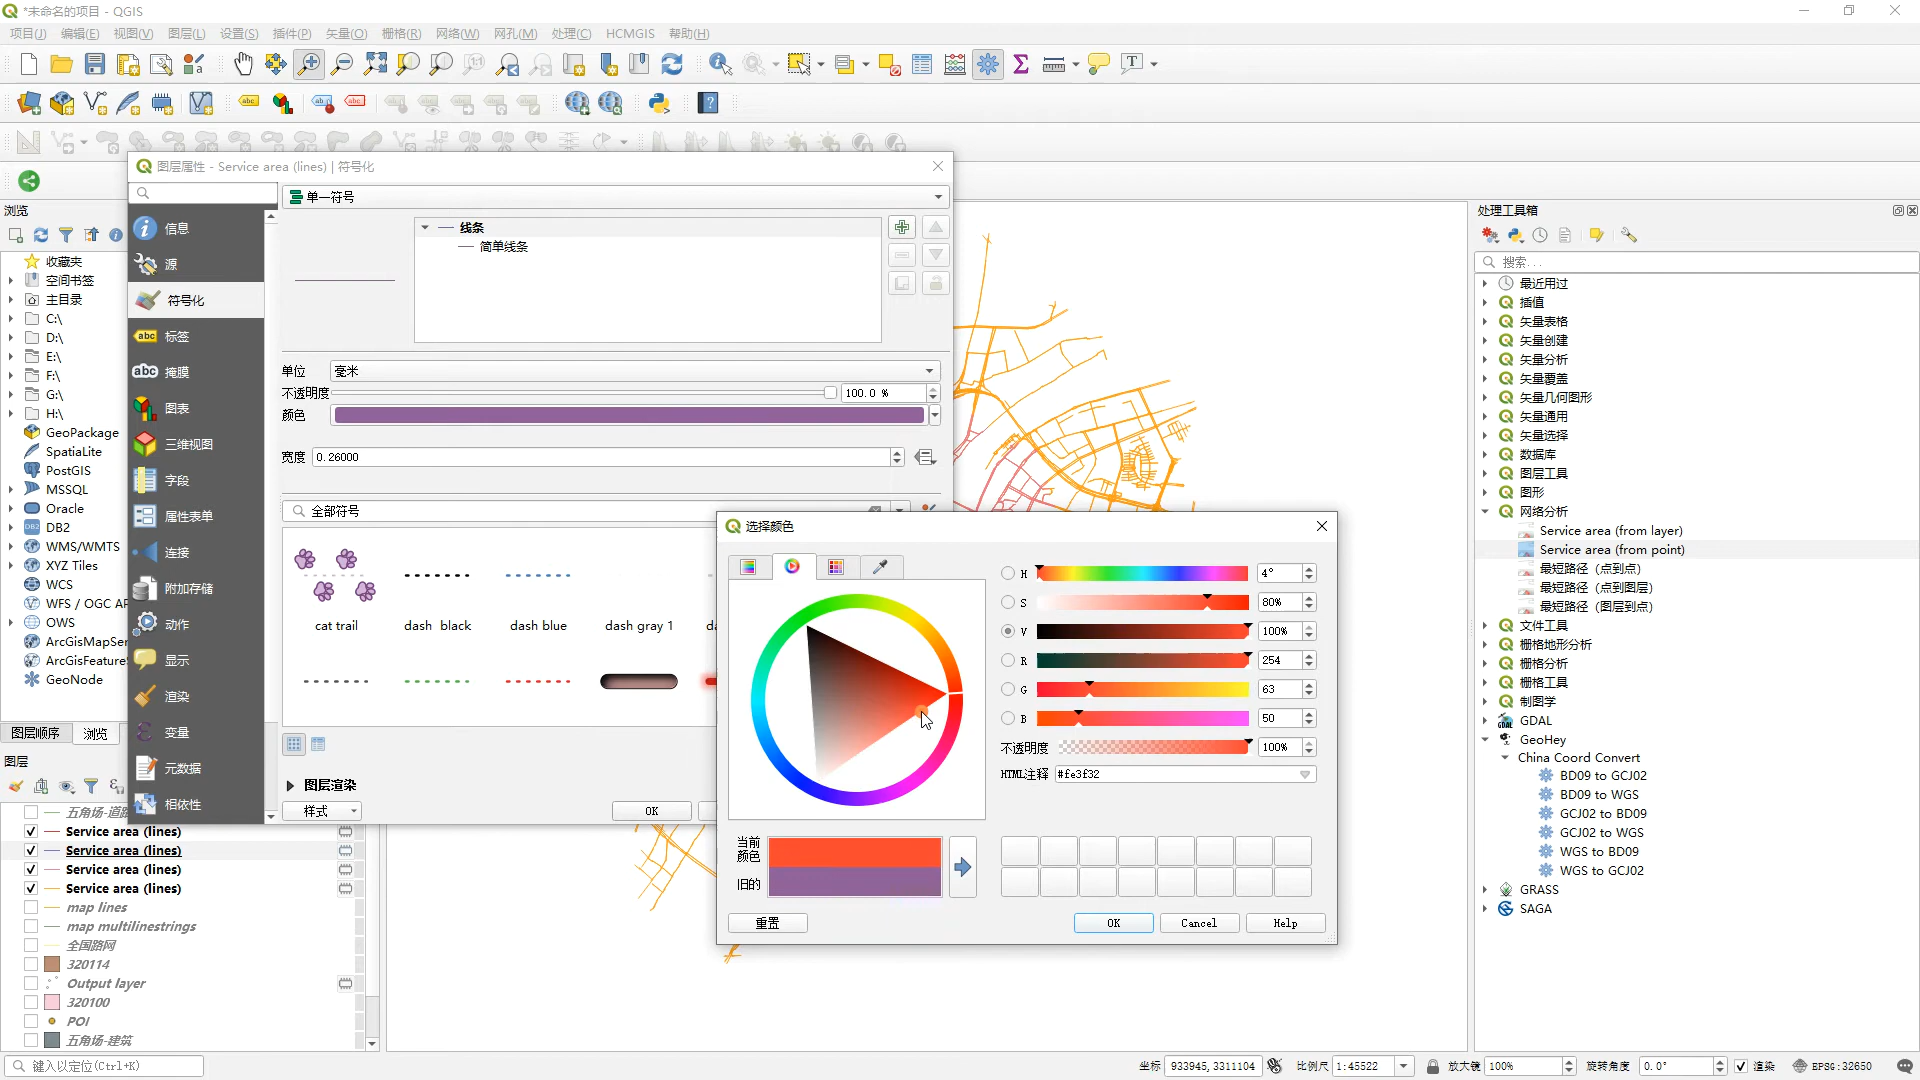 *未命名的项目 - QGIS
项目(J) 编辑(E) 视图(V) 图层(L) 设置(S) 插件(P) 矢量(O) 栅格(R) 网络(W) 网孔(M) 处理(C) HCMGIS 帮助(H)
图层属性 - Service area (lines) | 符号化
单一符号
信息
源
符号化
标签
掩膜
图表
三维视图
字段
属性表单
连接
附加存储
动作
显示
渲染
变量
元数据
相依性
线条
简单线条
单位 毫米
不透明度 100.0 %
颜色
宽度 0.26000
全部符号
cat trail
dash black
dash blue
dash gray 1
图层渲染
样式
OK
浏览
收藏夹
空间书签
主目录
C:\
D:\
E:\
F:\
G:\
H:\
GeoPackage
SpatiaLite
PostGIS
MSSQL
Oracle
DB2
WMS/WMTS
XYZ Tiles
WCS
WFS / OGC AP
OWS
ArcGisMapSer
ArcGisFeature
GeoNode
图层顺序 浏览
图层
五角场-道路
Service area (lines)
Service area (lines)
Service area (lines)
Service area (lines)
map lines
map multilinestrings
全国路网
320114
Output layer
320100
POI
五角场-建筑
选择颜色
H 4°
S 80%
V 100%
R 254
G 63
B 50
不透明度 100%
HTML注释 #fe3f32
当前
颜色
旧的
重置
OK
Cancel
Help
处理工具箱
搜索...
最近用过
插值
矢量表格
矢量创建
矢量分析
矢量覆盖
矢量几何图形
矢量通用
矢量选择
数据库
图层工具
图形
网络分析
Service area (from layer)
Service area (from point)
最短路径 (点到点)
最短路径 (点到图层)
最短路径 (图层到点)
文件工具
栅格地形分析
栅格分析
栅格工具
制图学
GDAL
GeoHey
China Coord Convert
BD09 to GCJ02
BD09 to WGS
GCJ02 to BD09
GCJ02 to WGS
WGS to BD09
WGS to GCJ02
GRASS
SAGA
键入以定位(Ctrl+K)
坐标 933945,3311104 比例尺 1:45522 放大镜 100% 旋转角度 0.0° 渲染 EPSG:32650